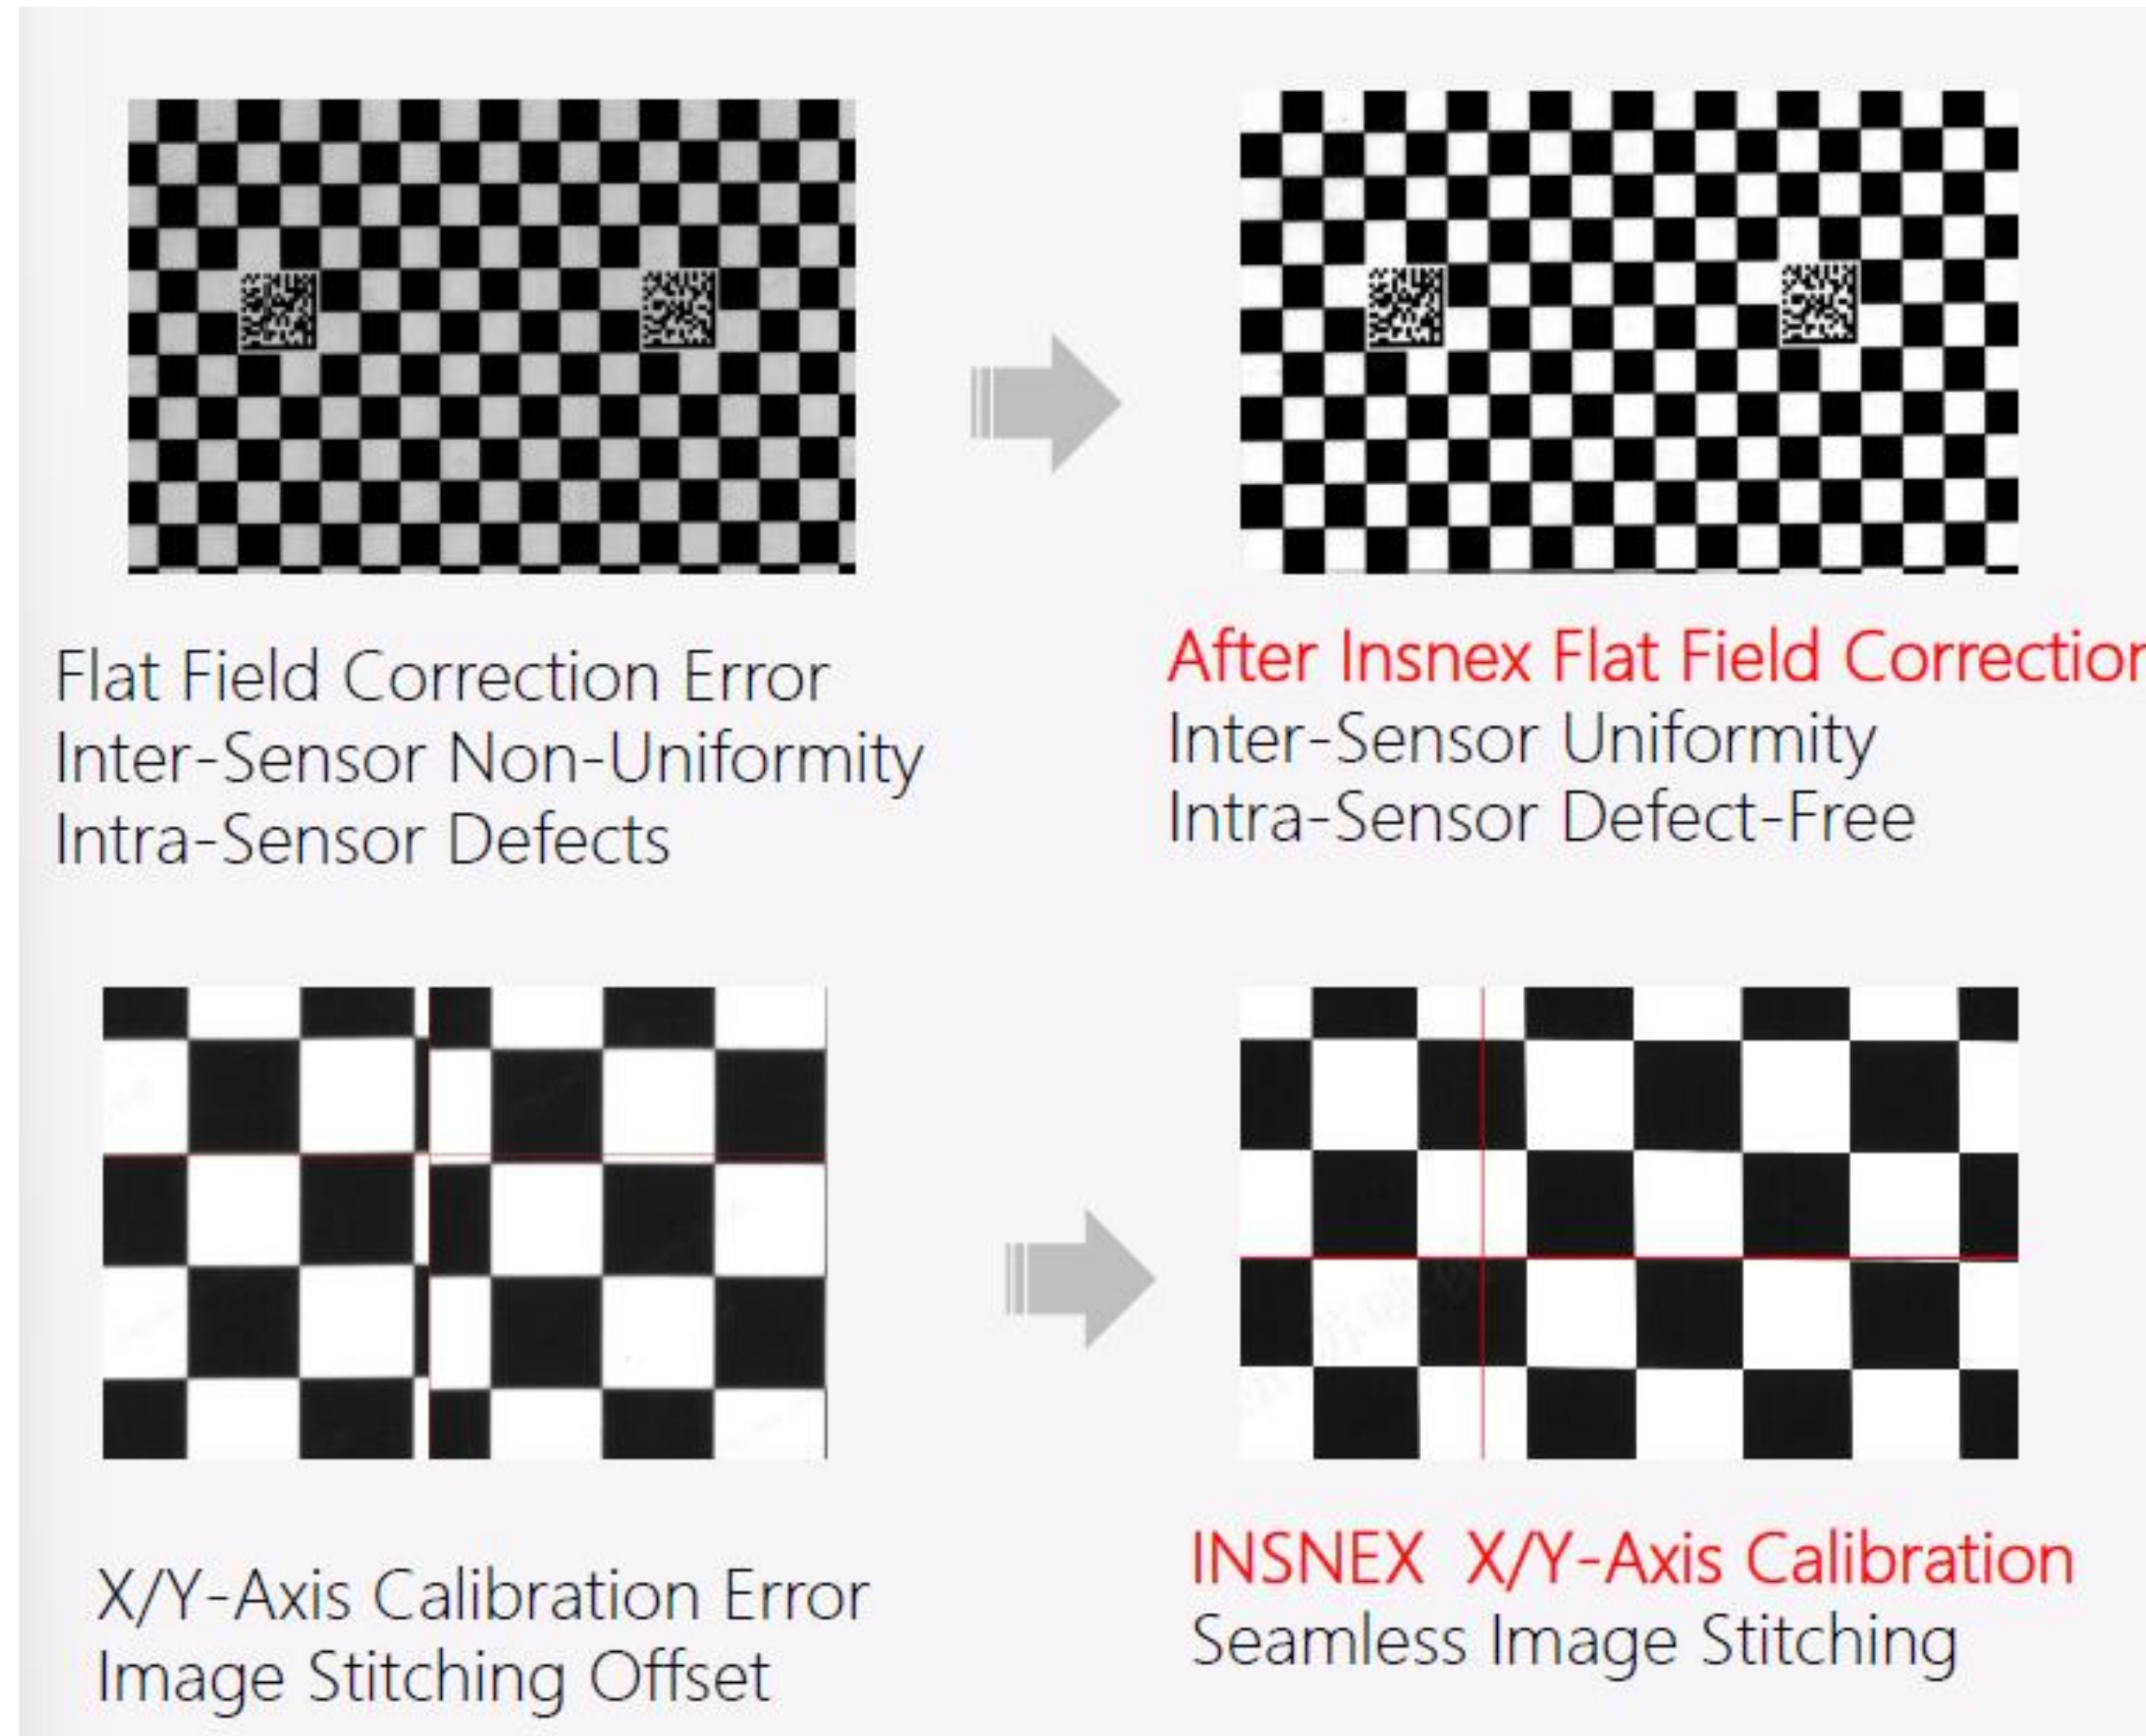 Flat Field Correction Error
Inter-Sensor Non-Uniformity
Intra-Sensor Defects
After Insnex Flat Field Correction
Inter-Sensor Uniformity
Intra-Sensor Defect-Free
X/Y-Axis Calibration Error
Image Stitching Offset
INSNEX X/Y-Axis Calibration
Seamless Image Stitching